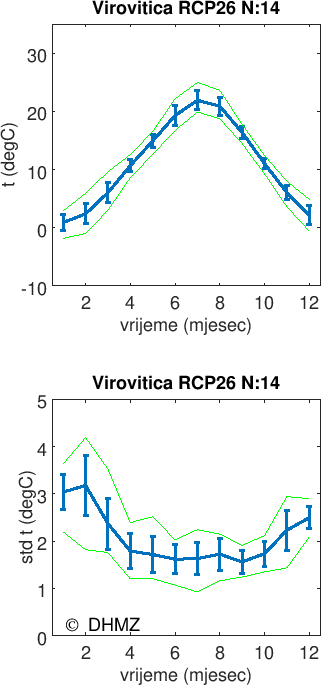 Virovitica RCP26 N:14
t (degC)
30
20
10
0
-10
2 4 6 8 10 12
vrijeme (mjesec)
Virovitica RCP26 N:14
std t (degC)
5
4
3
2
1
0
© DHMZ
2 4 6 8 10 12
vrijeme (mjesec)